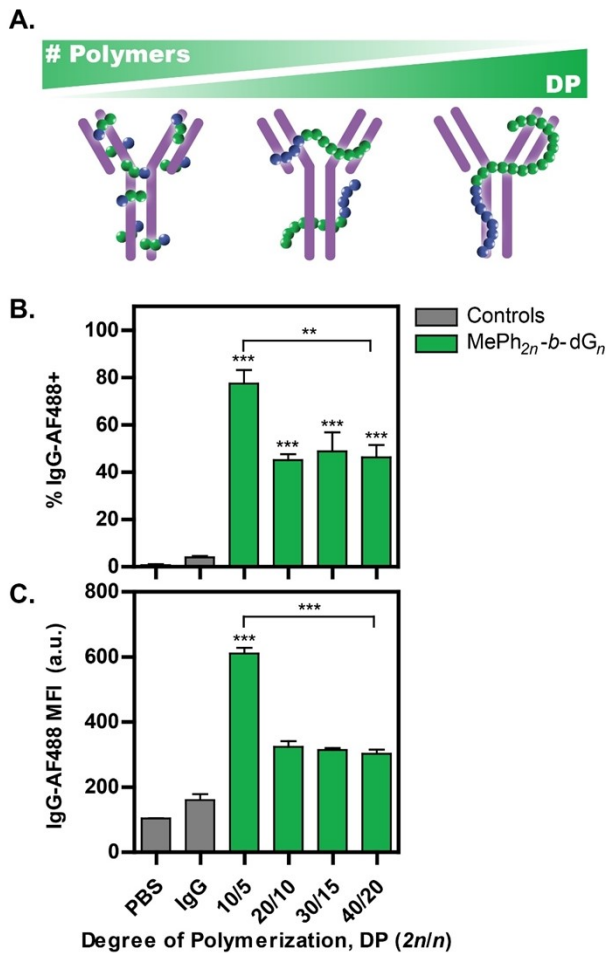 A.
# Polymers
DP
B.
Controls
MePh2n-b-dGn
100
80
60
40
20
0
% IgG-AF488+
**
***
***
***
***
C.
800
600
400
200
0
IgG-AF488 MFI (a.u.)
***
***
PBS
IgG
10/5
20/10
30/15
40/20
Degree of Polymerization, DP (2n/n)